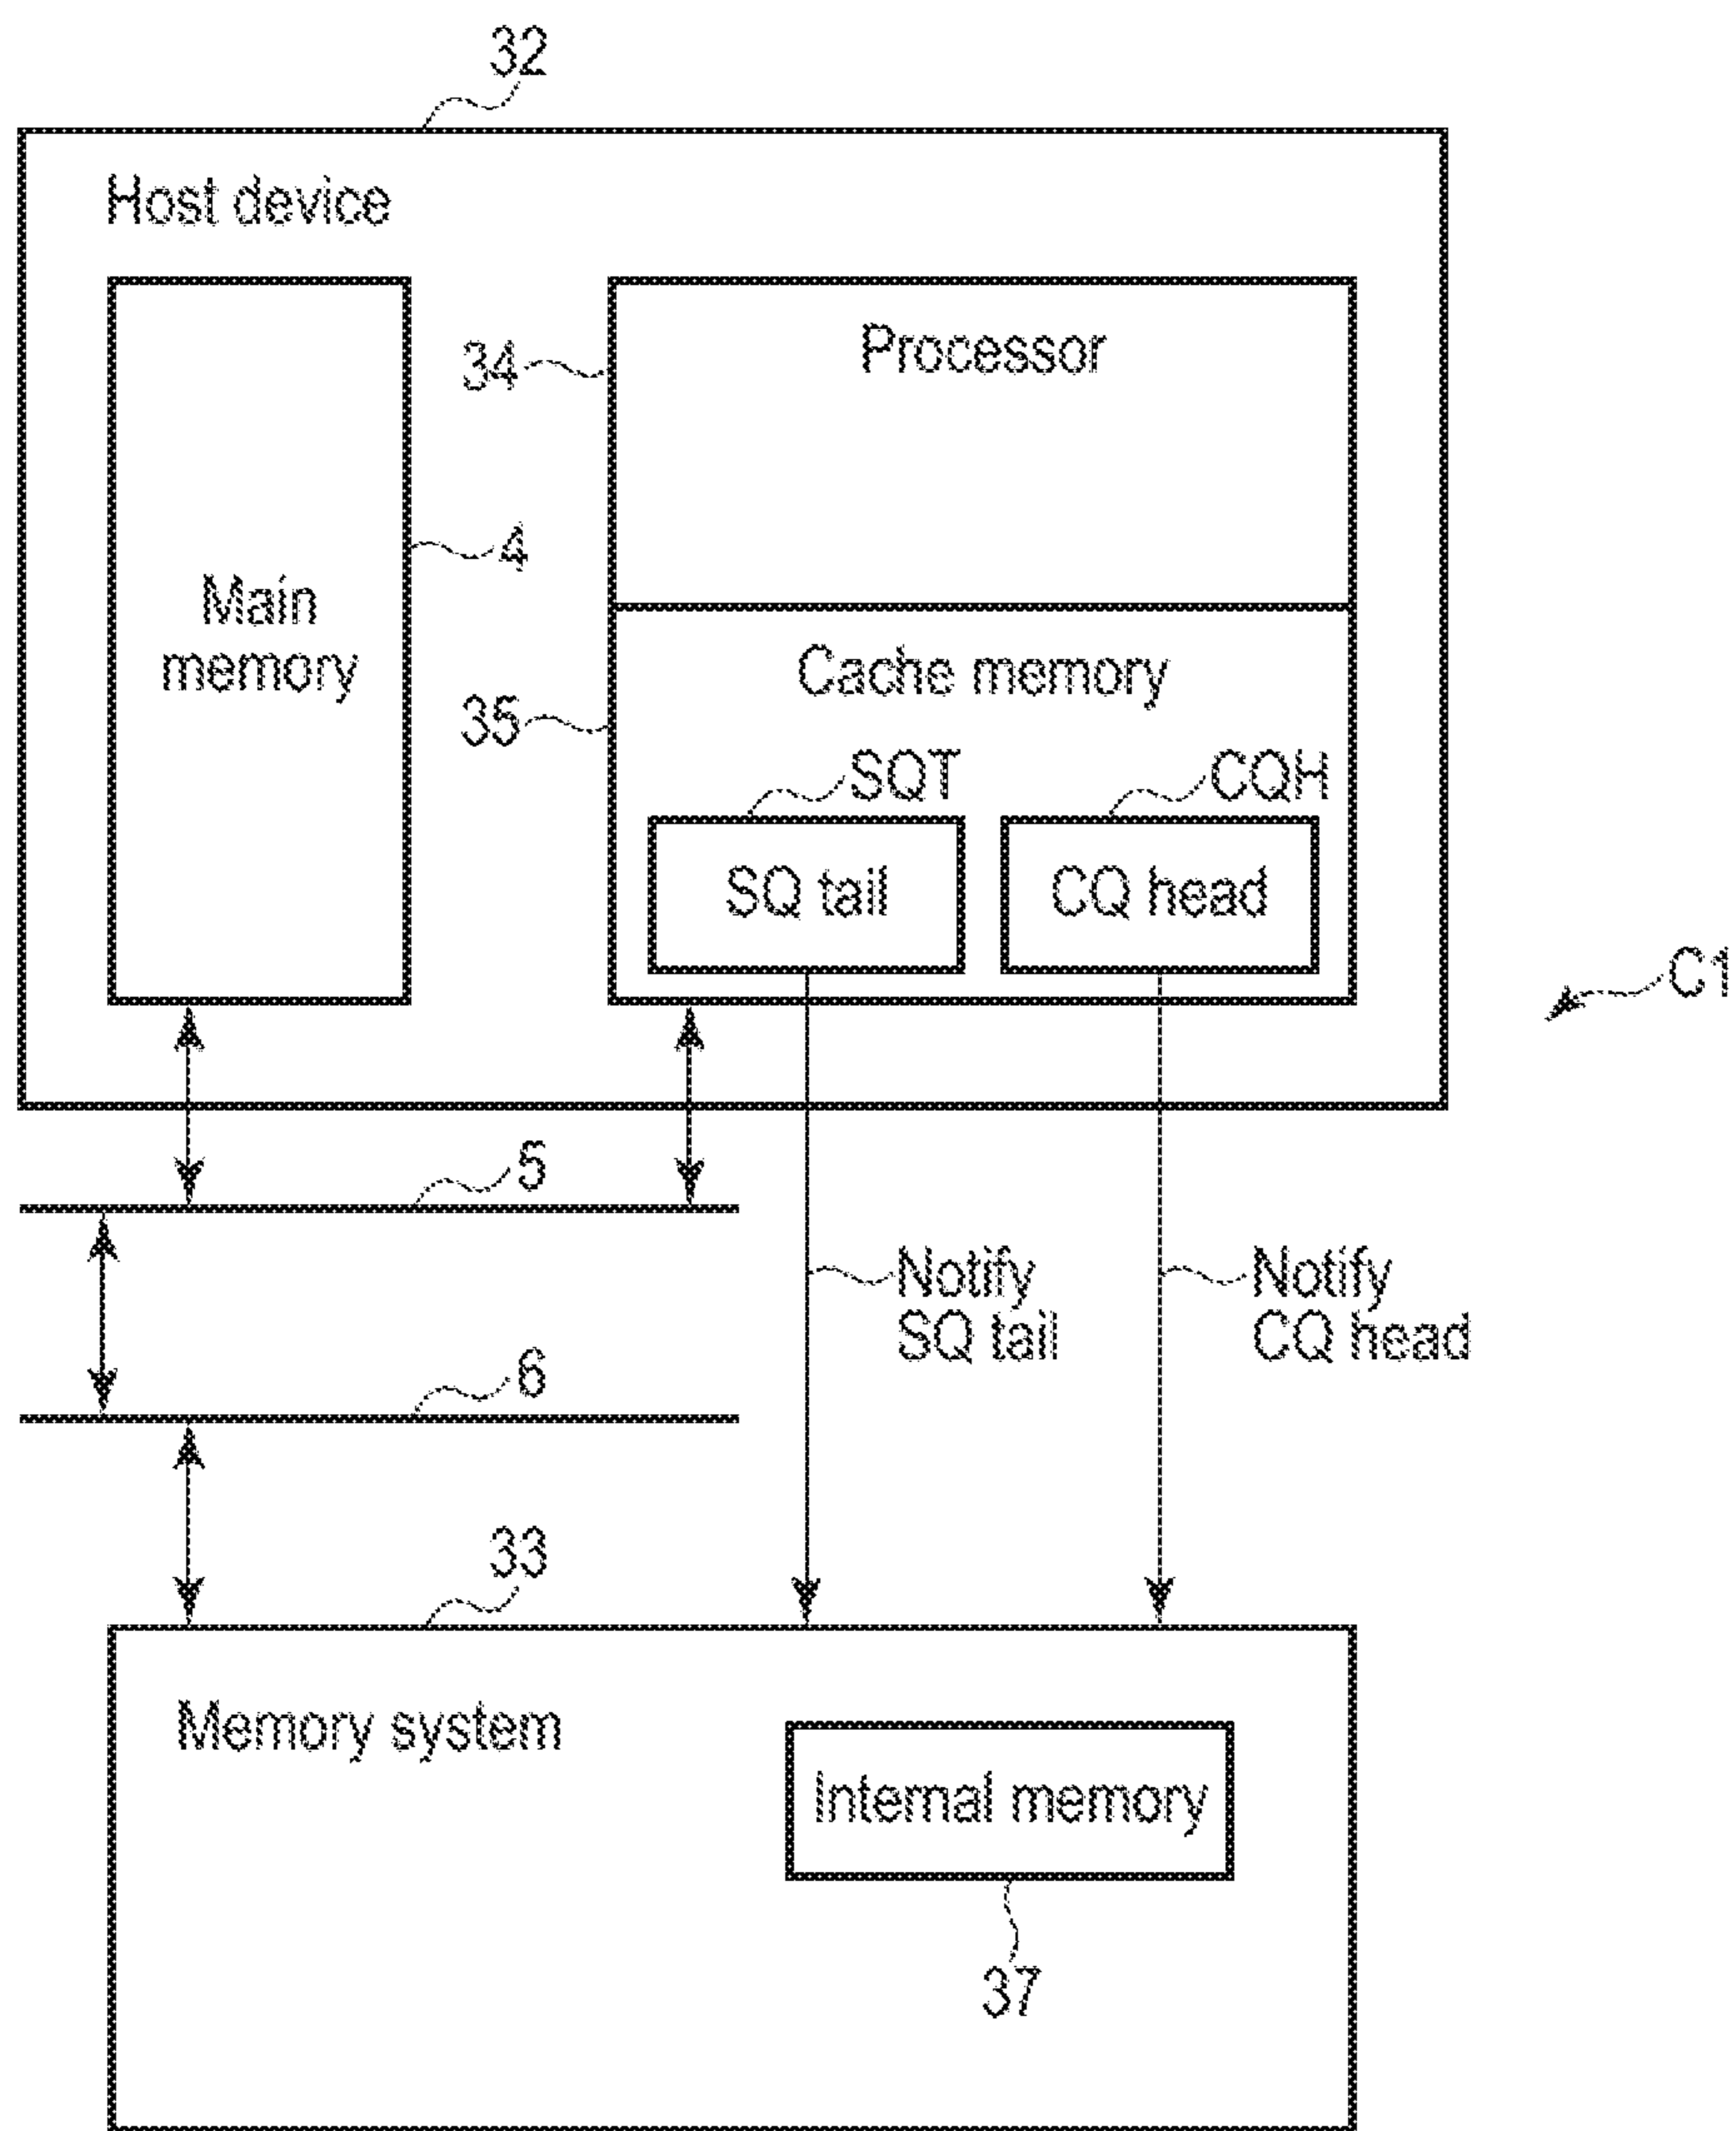 32
Host device
Processor
34
4
Main
memory
Cache memory
35
SQT
CQH
SQ tail
CQ head
C1
5
Notify
SQ tail
Notify
CQ head
6
33
Memory system
Internal memory
37